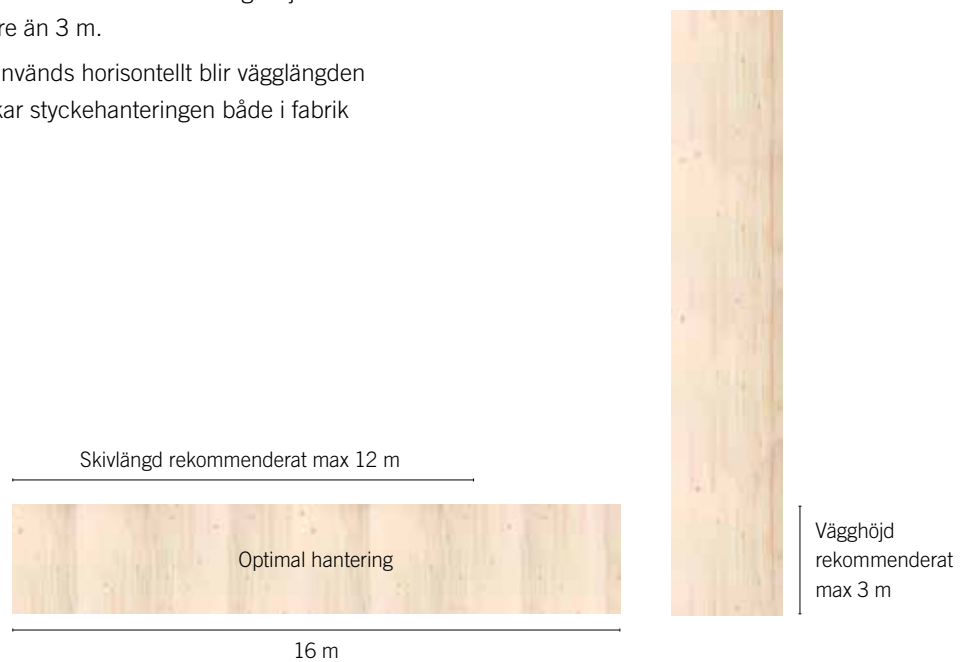 re än 3 m.
nvänds horisontellt blir vägglängden
kar styckehanteringen både i fabrik
Skivlängd rekommenderat max 12 m
Optimal hantering
16 m
Vägghöjd
rekommenderat
max 3 m